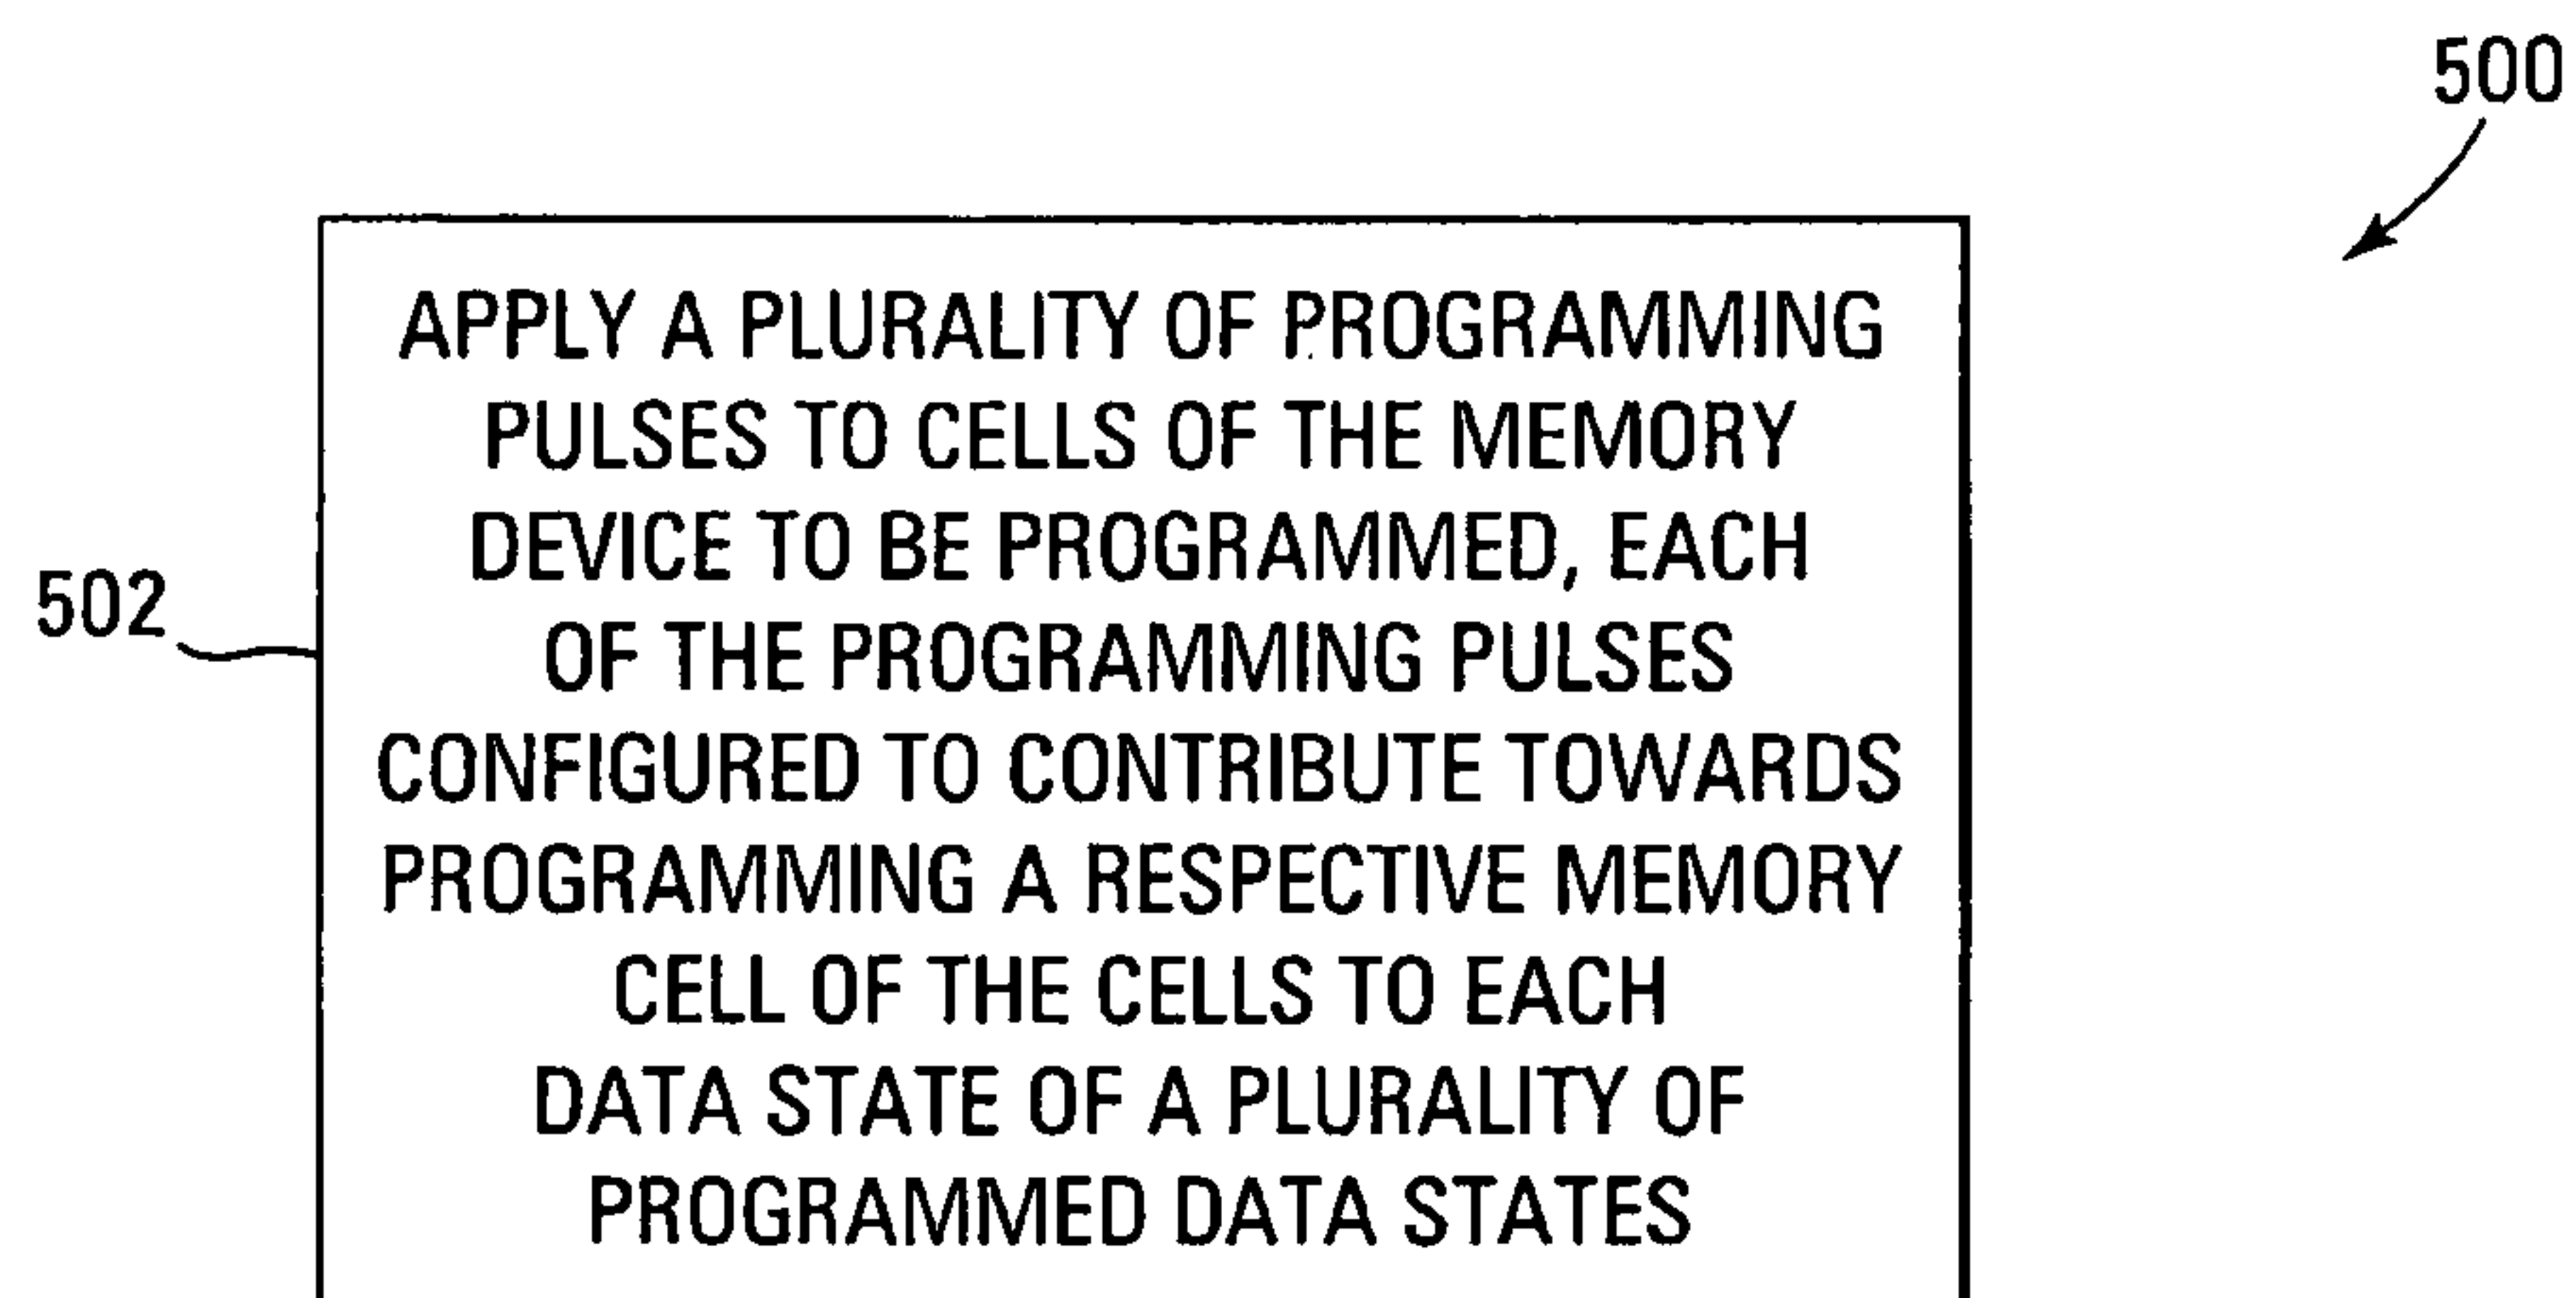 500
APPLY A PLURALITY OF PROGRAMMING
PULSES TO CELLS OF THE MEMORY
DEVICE TO BE PROGRAMMED, EACH
502
OF THE PROGRAMMING PULSES
CONFIGURED TO CONTRIBUTE TOWARDS
PROGRAMMING A RESPECTIVE MEMORY
CELL OF THE CELLS TO EACH
DATA STATE OF A PLURALITY OF
PROGRAMMED DATA STATES